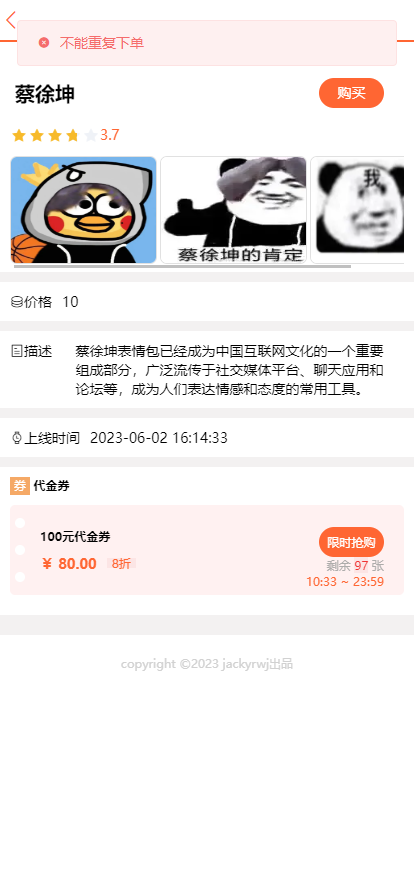 不能重复下单
蔡徐坤
购买
3.7
蔡徐坤的肯定
我
价格 10
描述 蔡徐坤表情包已经成为中国互联网文化的一个重要
组成部分，广泛流传于社交媒体平台、聊天应用和
论坛等，成为人们表达情感和态度的常用工具。
上线时间 2023-06-02 16:14:33
券 代金券
100元代金券
限时抢购
¥ 80.00 8折
剩余 97 张
10:33 ~ 23:59
copyright ©2023 jackyrwj出品